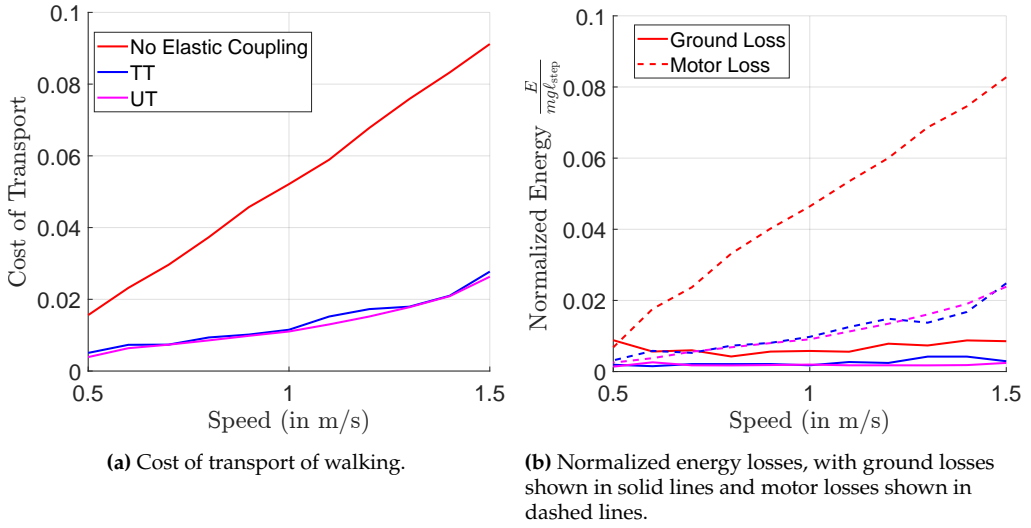 0.1
0.08
0.06
0.04
0.02
0
Cost of Transport
No Elastic Coupling
TT
UT
0.5
1
1.5
Speed (in m/s)
(a) Cost of transport of walking.
0.1
0.08
0.06
0.04
0.02
0
Normalized Energy E/mgℓstep
Ground Loss
Motor Loss
0.5
1
1.5
Speed (in m/s)
(b) Normalized energy losses, with ground losses
shown in solid lines and motor losses shown in
dashed lines.